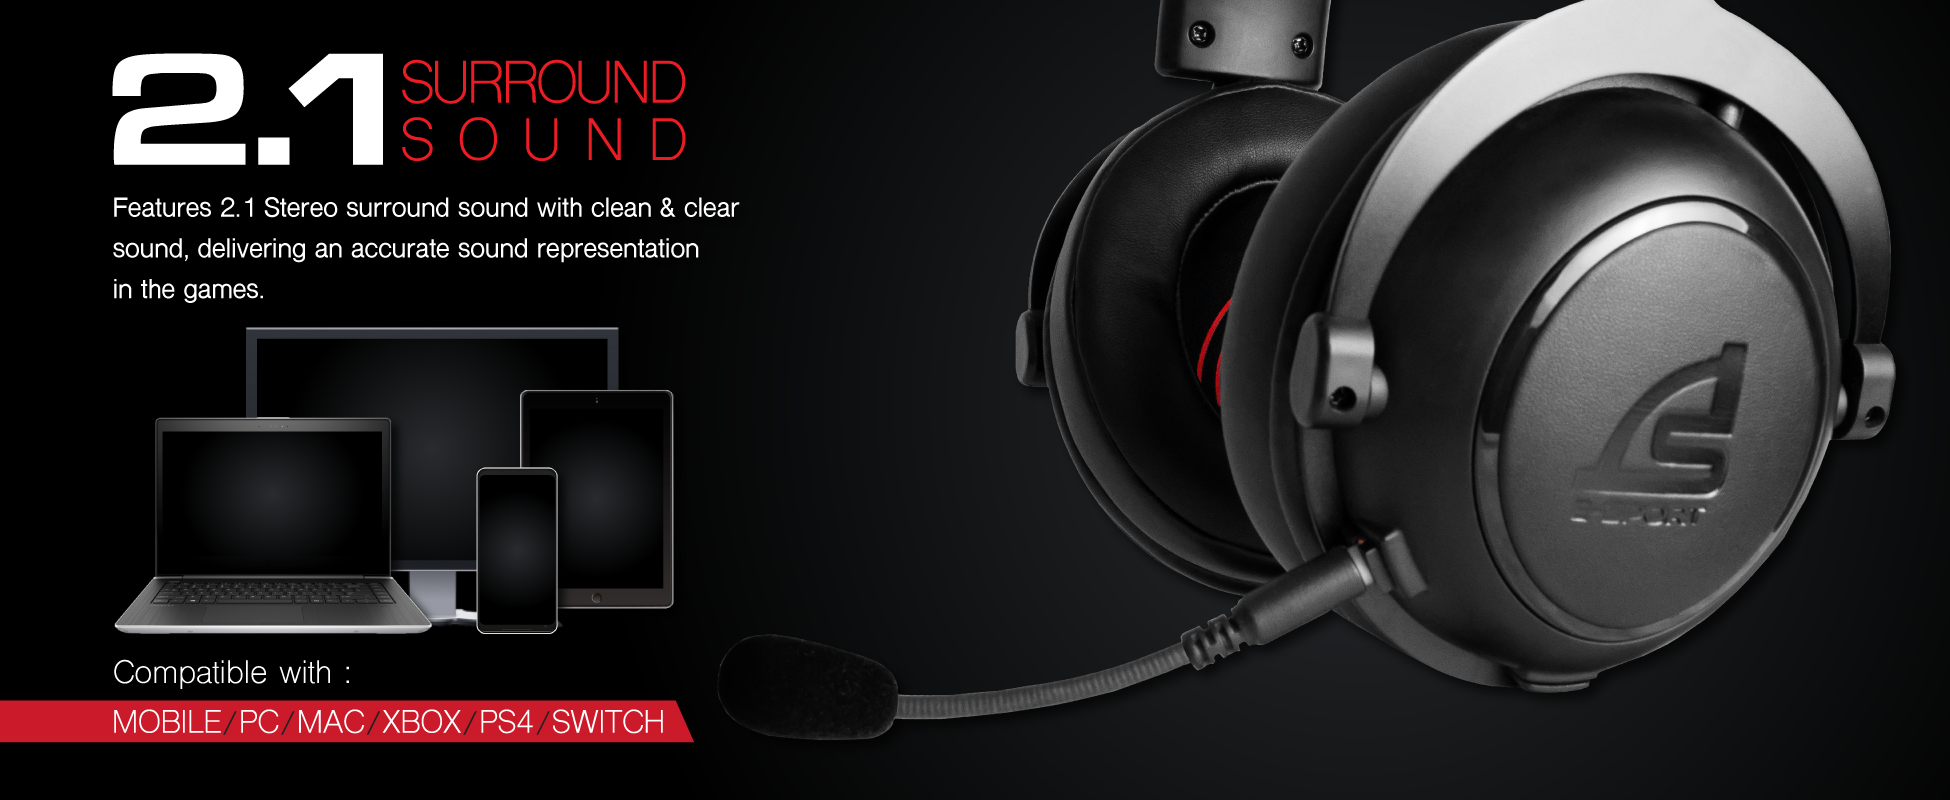 2.1 SURROUND
SOUND
Features 2.1 Stereo surround sound with clean & clear
sound, delivering an accurate sound representation
in the games.
Compatible with :
MOBILE/PC/MAC/XBOX/PS4/SWITCH
E-SPORT